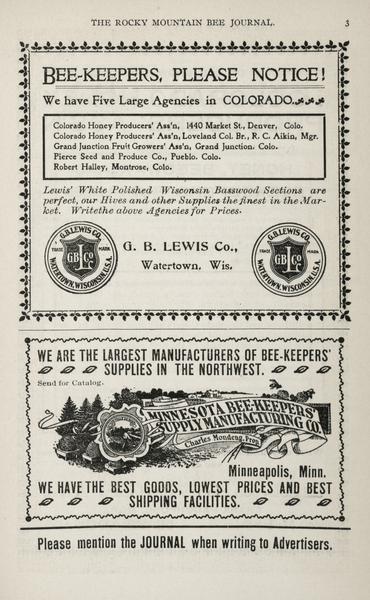 THE ROCKY MOUNTAIN BEE JOURNAL. 3
BEE-KEEPERS, PLEASE NOTICE!
We have Five Large Agencies in COLORADO.
Colorado Honey Producers' Ass'n, 1440 Market St., Denver, Colo.
Colorado Honey Producers' Ass'n, Loveland Col. Br., R. C. Aikin, Mgr.
Grand Junction Fruit Growers' Ass'n, Grand Junction. Colo.
Pierce Seed and Produce Co., Pueblo. Colo.
Robert Halley, Montrose, Colo.
Lewis' White Polished Wisconsin Basswood Sections are
perfect, our Hives and other Supplies the finest in the Mar-
ket. Writethe above Agencies for Prices.
G.B. LEWIS CO.
TRADE MARK
GB L CO
WATERTOWN, WISCONSIN, U.S.A.
G. B. LEWIS Co.,
Watertown, Wis.
G.B. LEWIS CO.
TRADE MARK
GB L CO
WATERTOWN, WISCONSIN, U.S.A.
WE ARE THE LARGEST MANUFACTURERS OF BEE-KEEPERS'
SUPPLIES IN THE NORTHWEST.
Send for Catalog.
MINNESOTA BEE-KEEPERS'
SUPPLY MANUFACTURING CO.
Charles Mondeng, Prop.
Minneapolis, Minn.
WE HAVE THE BEST GOODS, LOWEST PRICES AND BEST
SHIPPING FACILITIES.
Please mention the JOURNAL when writing to Advertisers.